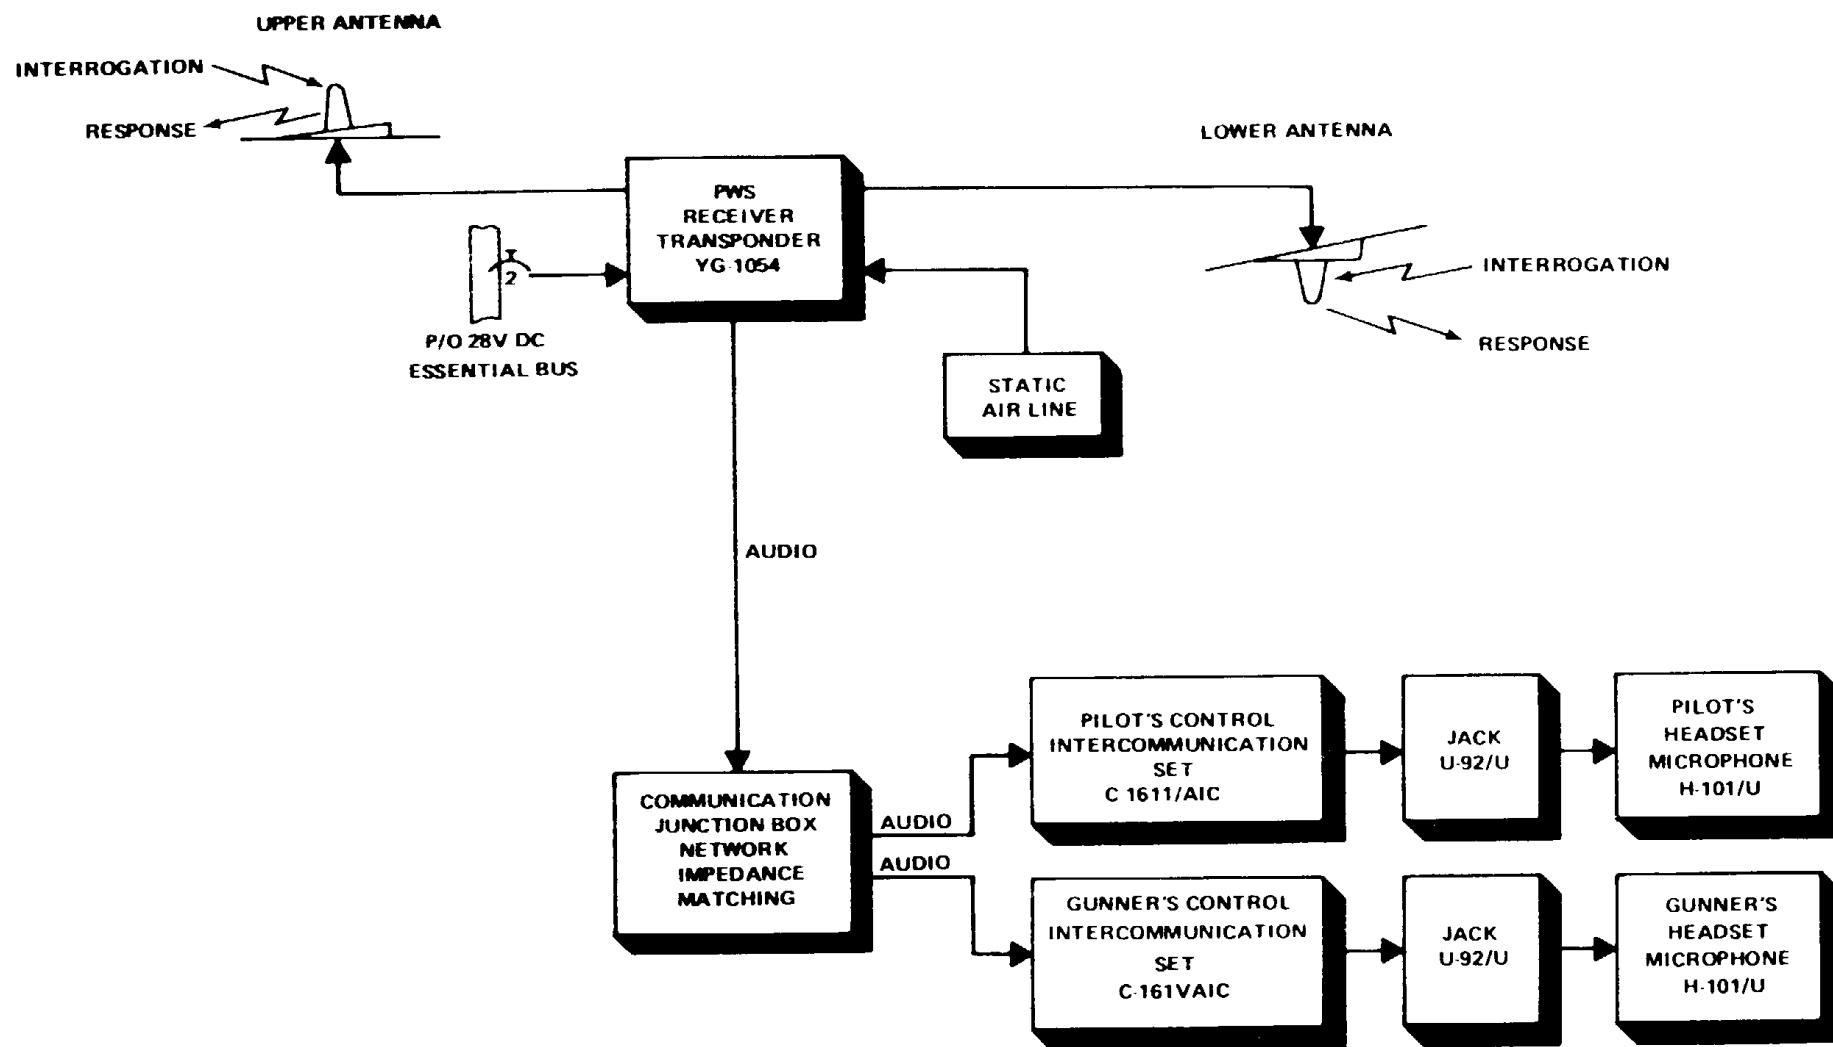 UPPER ANTENNA
INTERROGATION
RESPONSE
LOWER ANTENNA
PWS
RECEIVER
TRANSPONDER
YG-1054
2
P/O 28V DC
ESSENTIAL BUS
INTERROGATION
RESPONSE
STATIC
AIR LINE
AUDIO
COMMUNICATION
JUNCTION BOX
NETWORK
IMPEDANCE
MATCHING
AUDIO
AUDIO
PILOT'S CONTROL
INTERCOMMUNICATION
SET
C 1611/AIC
JACK
U-92/U
PILOT'S
HEADSET
MICROPHONE
H-101/U
GUNNER'S CONTROL
INTERCOMMUNICATION
SET
C-161VAIC
JACK
U-92/U
GUNNER'S
HEADSET
MICROPHONE
H-101/U